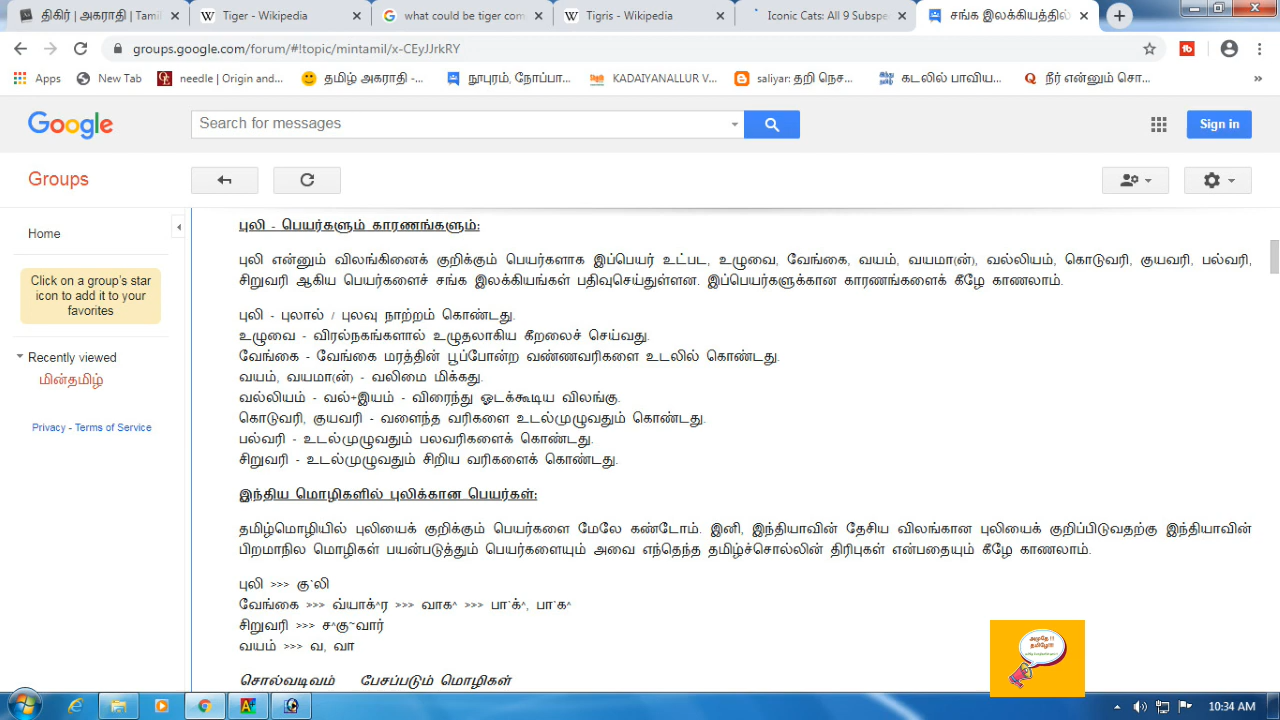 திகிர் | அகராதி | Tamil
Tiger - Wikipedia
what could be tiger com
Tigris - Wikipedia
Iconic Cats: All 9 Subspe
சங்க இலக்கியத்தில்
groups.google.com/forum/#!topic/mintamil/x-CEyJJrkRY
Apps
New Tab
needle | Origin and...
தமிழ் அகராதி -...
நூபுரம், நோப்பா...
KADAIYANALLUR V...
saliyar: தறி நெச...
கடலில் பாவிய...
நீர் என்னும் சொ...
»
Google
Search for messages
Sign in
Groups
Home
Click on a group's star
icon to add it to your
favorites
Recently viewed
மின்தமிழ்
Privacy - Terms of Service
புலி - பெயர்களும் காரணங்களும்:
புலி என்னும் விலங்கினைக் குறிக்கும் பெயர்களாக இப்பெயர் உட்பட, உழுவை, வேங்கை, வயம், வயமா(ன்), வல்லியம், கொடுவரி, குயவரி, பல்வரி,
சிறுவரி ஆகிய பெயர்களைச் சங்க இலக்கியங்கள் பதிவுசெய்துள்ளன. இப்பெயர்களுக்கான காரணங்களைக் கீழே காணலாம்.
புலி - புலால் / புலவு நாற்றம் கொண்டது.
உழுவை - விரல்நகங்களால் உழுதலாகிய கீறலைச் செய்வது.
வேங்கை - வேங்கை மரத்தின் பூப்போன்ற வண்ணவரிகளை உடலில் கொண்டது.
வயம், வயமா(ன்) - வலிமை மிக்கது.
வல்லியம் - வல்+இயம் - விரைந்து ஓடக்கூடிய விலங்கு.
கொடுவரி, குயவரி - வளைந்த வரிகளை உடல்முழுவதும் கொண்டது.
பல்வரி - உடல்முழுவதும் பலவரிகளைக் கொண்டது.
சிறுவரி - உடல்முழுவதும் சிறிய வரிகளைக் கொண்டது.
இந்திய மொழிகளில் புலிக்கான பெயர்கள்:
தமிழ்மொழியில் புலியைக் குறிக்கும் பெயர்களை மேலே கண்டோம். இனி, இந்தியாவின் தேசிய விலங்கான புலியைக் குறிப்பிடுவதற்கு இந்தியாவின்
பிறமாநில மொழிகள் பயன்படுத்தும் பெயர்களையும் அவை எந்தெந்த தமிழ்ச்சொல்லின் திரிபுகள் என்பதையும் கீழே காணலாம்.
புலி >>> கு`லி
வேங்கை >>> வ்யாக்^ர >>> வாக^ >>> பா`க்^, பா`க^
சிறுவரி >>> ச^கு~வார்
வயம் >>> வ, வா
சொல்வடிவம் பேசப்படும் மொழிகள்
அமுதே !!
தமிழே!!!
10:34 AM